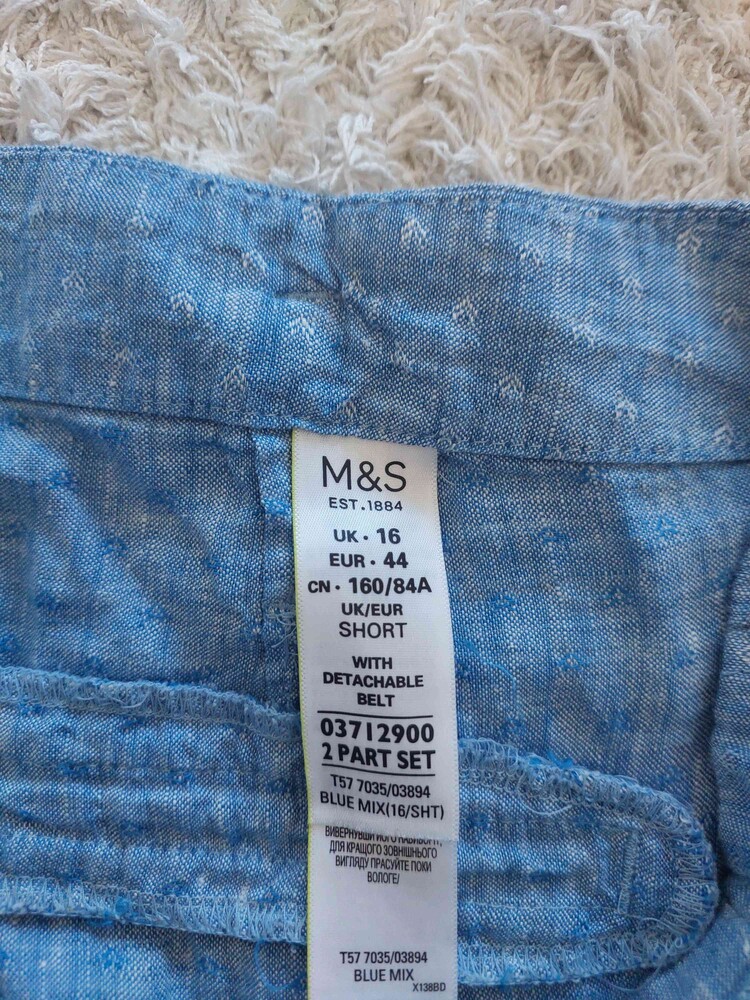 M&S
EST.1884
UK · 16
EUR · 44
CN · 160/84A
UK/EUR
SHORT
WITH
DETACHABLE
BELT
03712900
2 PART SET
T57 7035/03894
BLUE MIX(16/SHT)
ВИВЕРНУВШИ ЙОГО НАВИВОРІТ,
ДЛЯ КРАЩОГО ЗОВНІШНЬОГО
ВИГЛЯДУ ПРАСУЙТЕ ПОКИ
ВОЛОГЕ/
T57 7035/03894
BLUE MIX
X138BD